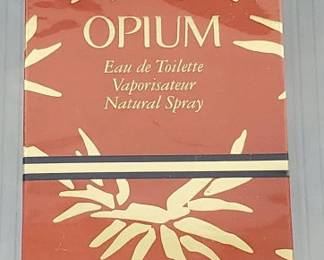 OPIUM
Eau de Toilette
Vaporisateur
Natural Spray